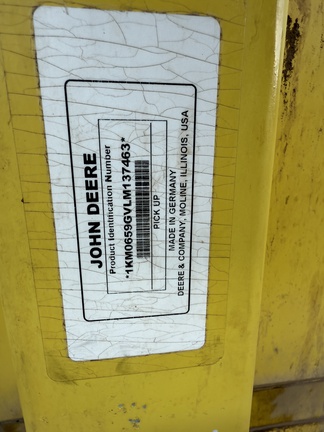 JOHN DEERE
Product Identification Number
*1KM0659GVLM137463*
PICK UP
MADE IN GERMANY
DEERE & COMPANY, MOLINE, ILLINOIS, USA